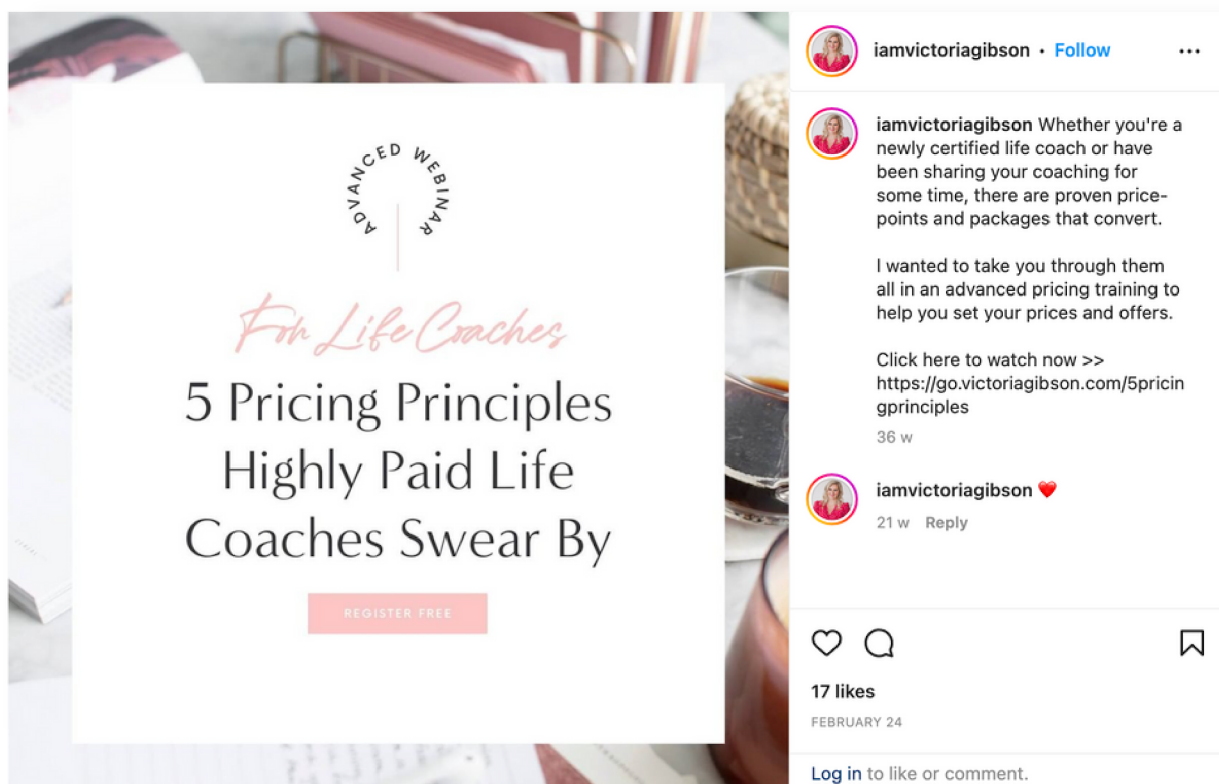 ADVANCED WEBINAR
For Life Coaches
5 Pricing Principles
Highly Paid Life
Coaches Swear By
REGISTER FREE
iamvictoriagibson • Follow
iamvictoriagibson Whether you're a
newly certified life coach or have
been sharing your coaching for
some time, there are proven price-
points and packages that convert.
I wanted to take you through them
all in an advanced pricing training to
help you set your prices and offers.
Click here to watch now >>
https://go.victoriagibson.com/5pricin
gprinciples
36 w
iamvictoriagibson ❤️
21 w Reply
17 likes
FEBRUARY 24
Log in to like or comment.